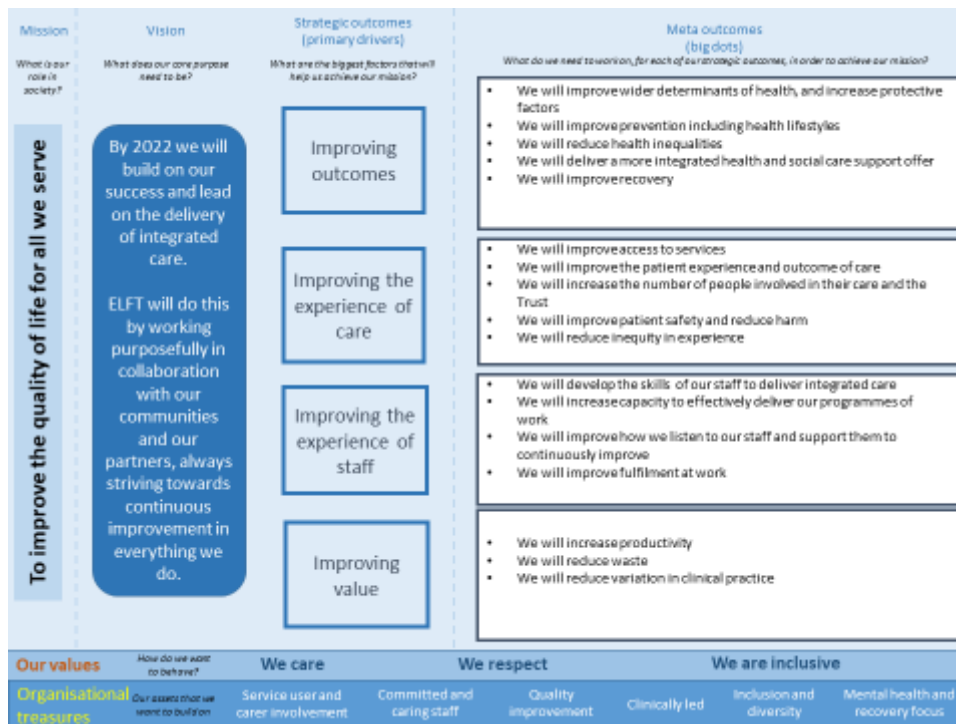 Mission
What is our
role in
society?
To improve the quality of life for all we serve
Vision
What does our core purpose
need to be?
By 2022 we will
build on our
success and lead
on the delivery
of integrated
care.
ELFT will do this
by working
purposefully in
collaboration
with our
communities
and our
partners, always
striving towards
continuous
improvement in
everything we
do.
Strategic outcomes
(primary drivers)
What are the biggest factors that will
help us achieve our mission?
Improving
outcomes
Improving the
experience of
care
Improving the
experience of
staff
Improving
value
Meta outcomes
(big dots)
What do we need to work on, for each of our strategic outcomes, in order to achieve our mission?
• We will improve wider determinants of health, and increase protective
factors
• We will improve prevention including health lifestyles
• We will reduce health inequalities
• We will deliver a more integrated health and social care support offer
• We will improve recovery
• We will improve access to services
• We will improve the patient experience and outcome of care
• We will increase the number of people involved in their care and the
Trust
• We will improve patient safety and reduce harm
• We will reduce inequity in experience
• We will develop the skills of our staff to deliver integrated care
• We will increase capacity to effectively deliver our programmes of
work
• We will improve how we listen to our staff and support them to
continuously improve
• We will improve fulfilment at work
• We will increase productivity
• We will reduce waste
• We will reduce variation in clinical practice
Our values
How do we want
to behave?
We care
We respect
We are inclusive
Organisational
treasures
Our assets that we
want to build on
Service user and
carer involvement
Committed and
caring staff
Quality
improvement
Clinically led
Inclusion and
diversity
Mental health and
recovery focus